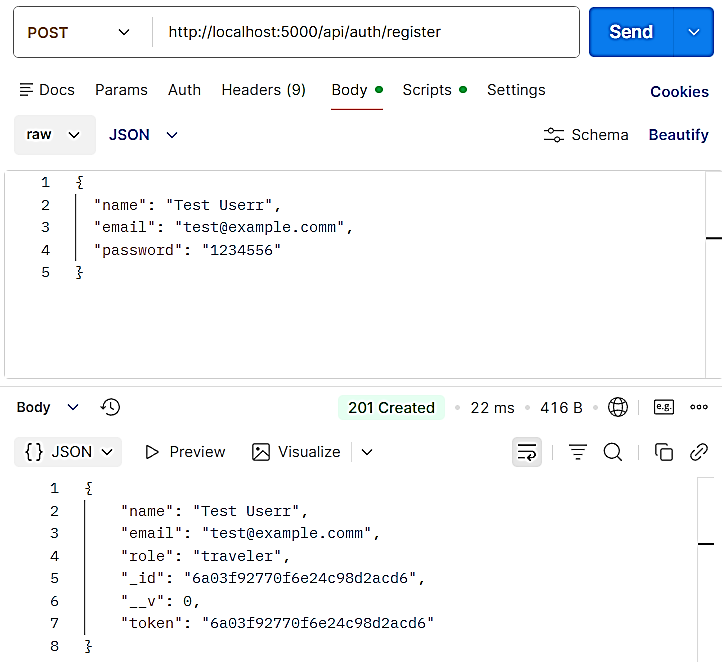 POST http://localhost:5000/api/auth/register Send
Docs Params Auth Headers (9) Body Scripts Settings Cookies
raw JSON Schema Beautify
1 {
2 "name": "Test Userr",
3 "email": "test@example.comm",
4 "password": "1234556"
5 }
Body 201 Created 22 ms 416 B e.g.
{} JSON Preview Visualize
1 {
2 "name": "Test Userr",
3 "email": "test@example.comm",
4 "role": "traveler",
5 "_id": "6a03f92770f6e24c98d2acd6",
6 "__v": 0,
7 "token": "6a03f92770f6e24c98d2acd6"
8 }